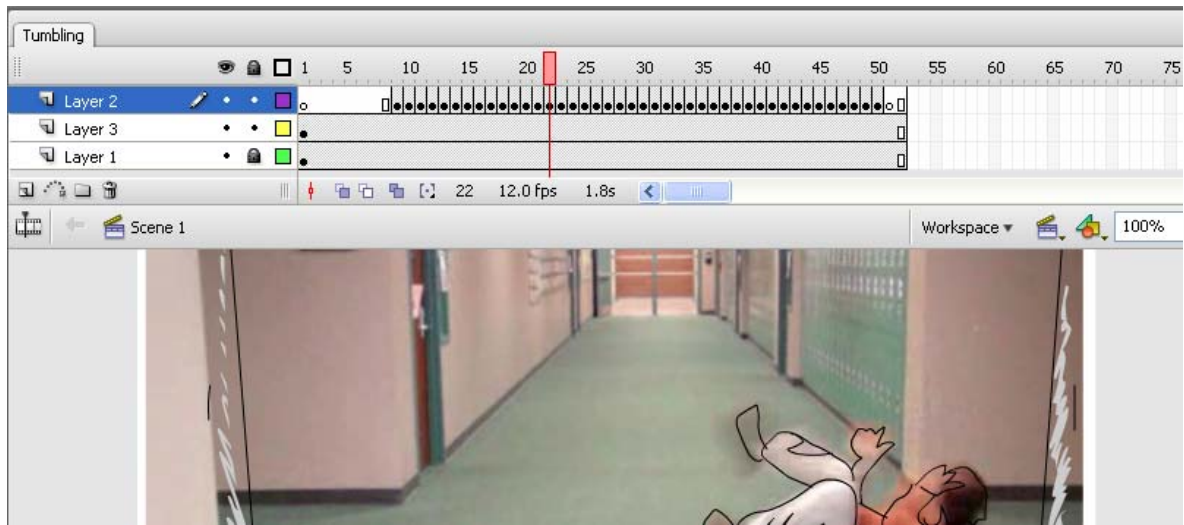 Tumbling
1 5 10 15 20 25 30 35 40 45 50 55 60 65 70 75
Layer 2
Layer 3
Layer 1
22 12.0 fps 1.8s
Scene 1 Workspace 100%